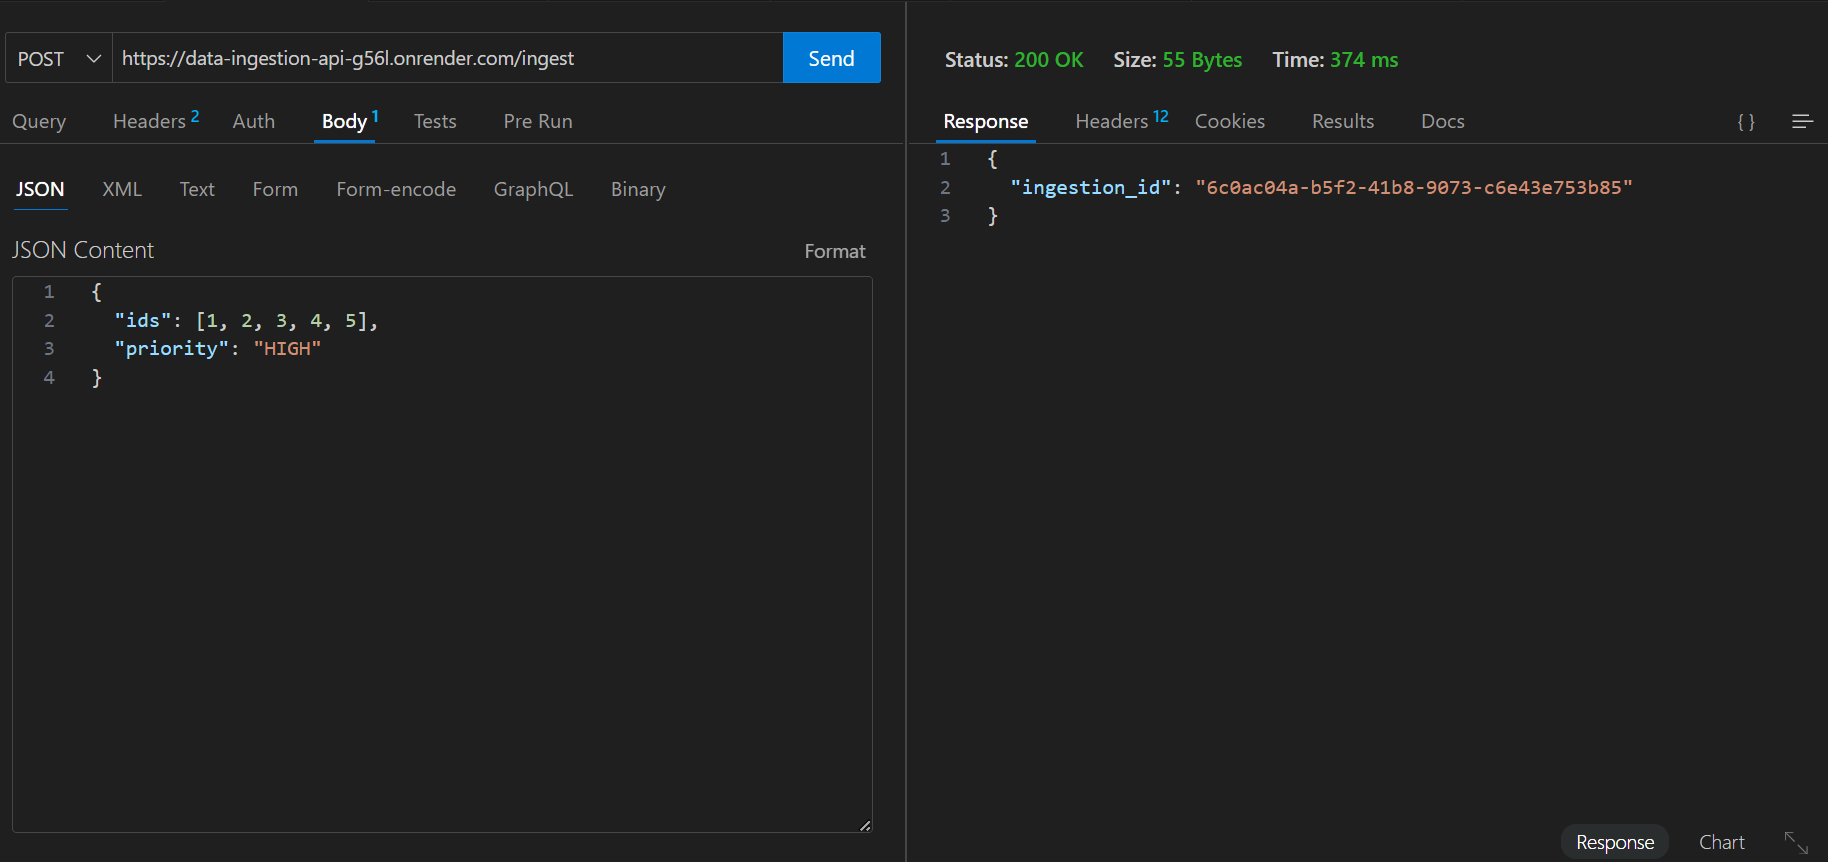 POST https://data-ingestion-api-g56l.onrender.com/ingest Send
Query Headers 2 Auth Body 1 Tests Pre Run
JSON XML Text Form Form-encode GraphQL Binary
JSON Content Format
1 {
2 "ids": [1, 2, 3, 4, 5],
3 "priority": "HIGH"
4 }
Status: 200 OK Size: 55 Bytes Time: 374 ms
Response Headers 12 Cookies Results Docs { }
1 {
2 "ingestion_id": "6c0ac04a-b5f2-41b8-9073-c6e43e753b85"
3 }
Response Chart